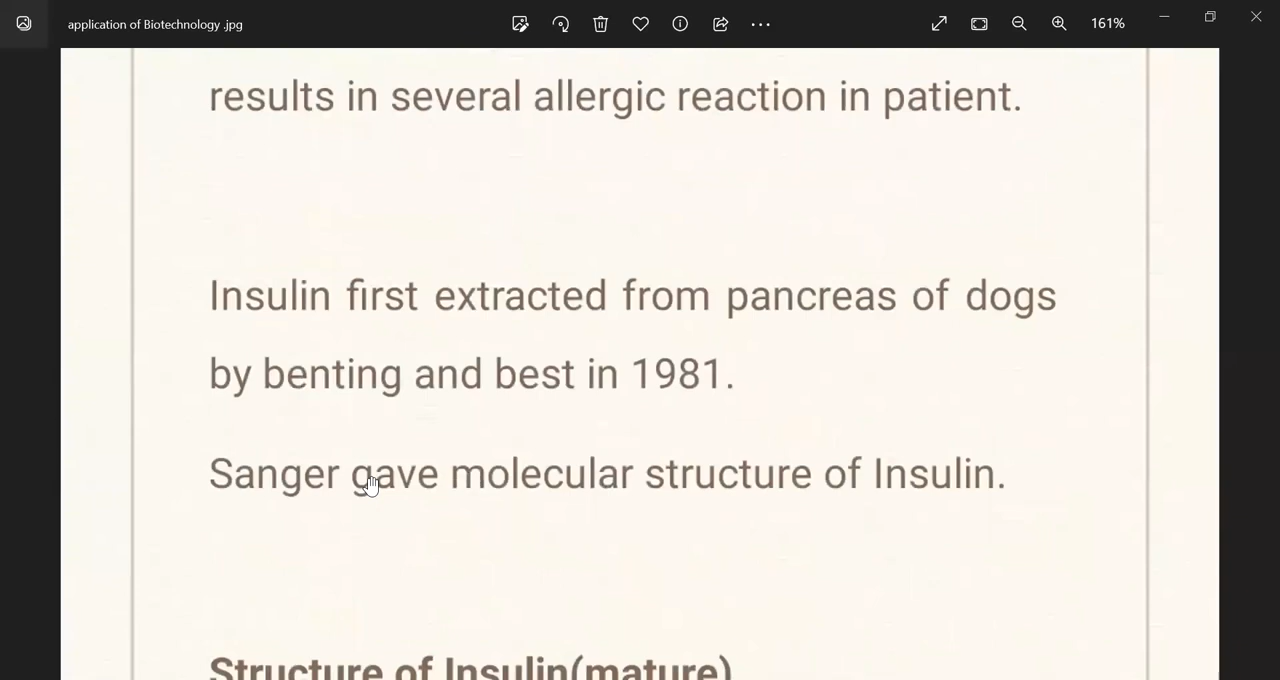 application of Biotechnology .jpg
161%
results in several allergic reaction in patient.
Insulin first extracted from pancreas of dogs
by benting and best in 1981.
Sanger gave molecular structure of Insulin.
Structure of Insulin(mature)